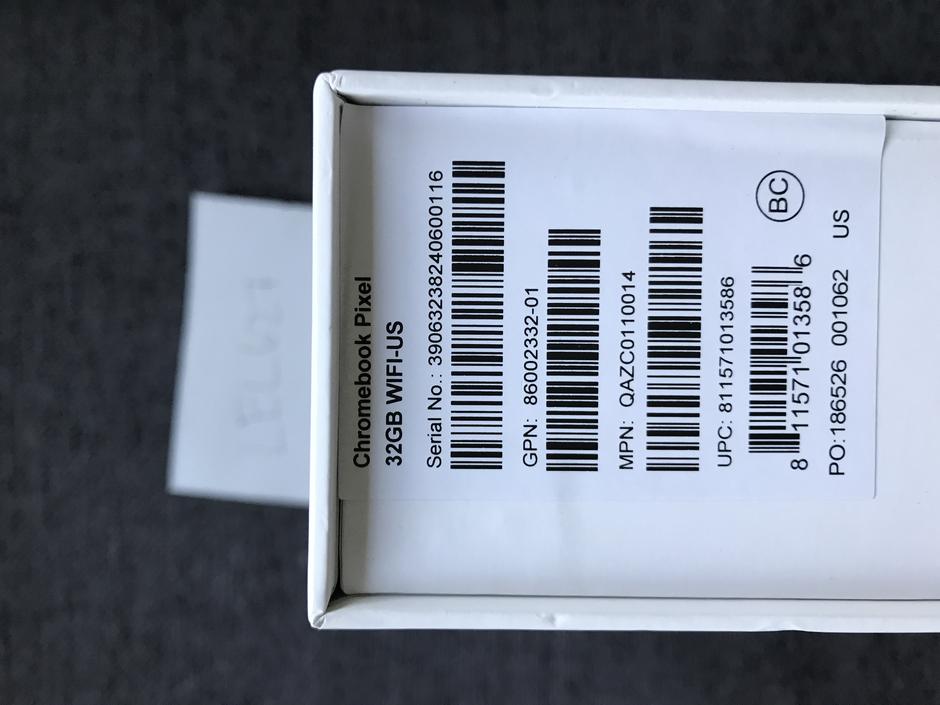 Chromebook Pixel
32GB WIFI-US
Serial No.: 39063238240600116
GPN: 86002332-01
MPN: QAZC0110014
UPC: 811571013586
8 11571 01358 6
BC
PO:186526 001062 US